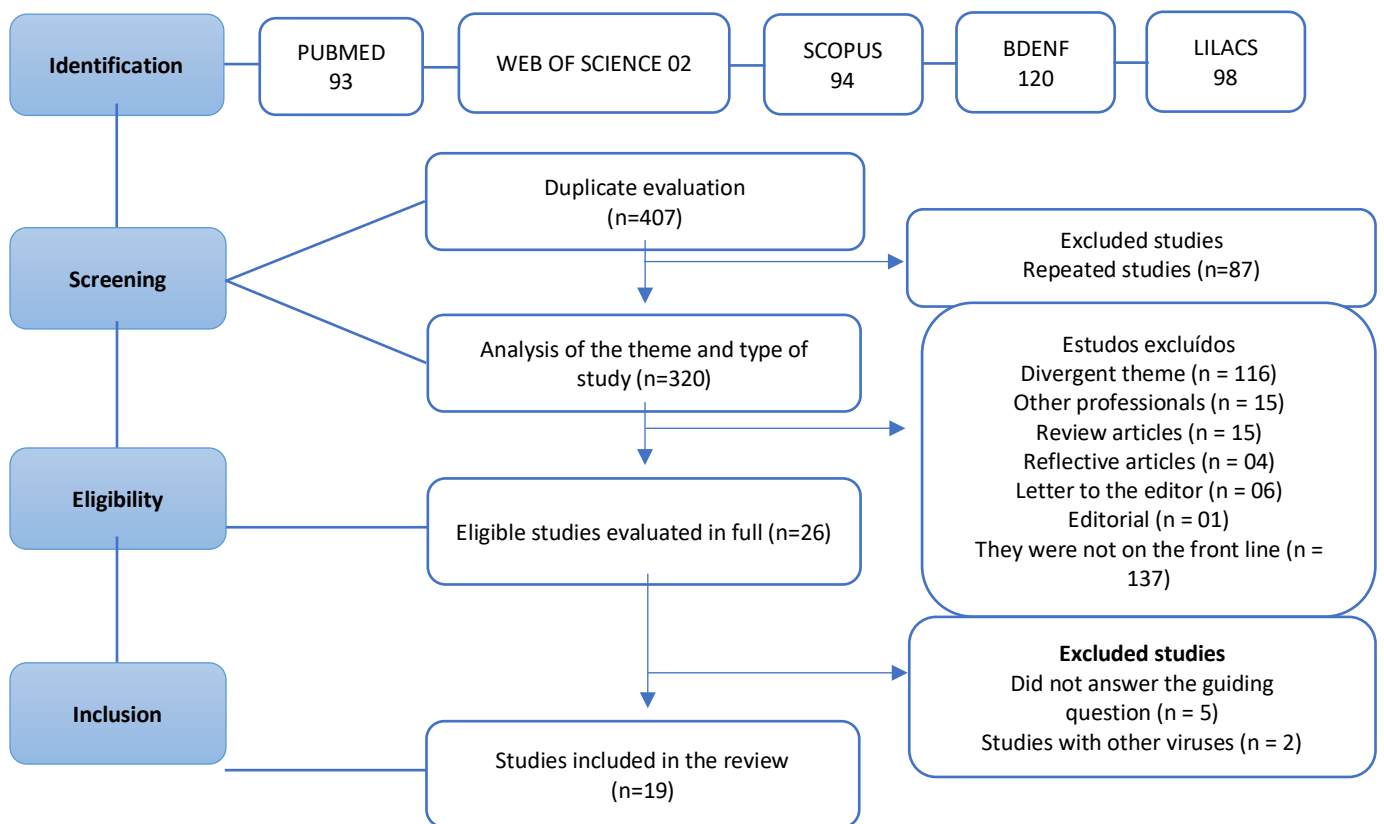 Identification
PUBMED
93
WEB OF SCIENCE 02
SCOPUS
94
BDENF
120
LILACS
98
Duplicate evaluation
(n=407)
Excluded studies
Repeated studies (n=87)
Screening
Analysis of the theme and type of
study (n=320)
Estudos excluídos
Divergent theme (n = 116)
Other professionals (n = 15)
Review articles (n = 15)
Reflective articles (n = 04)
Letter to the editor (n = 06)
Editorial (n = 01)
They were not on the front line (n =
137)
Eligibility
Eligible studies evaluated in full (n=26)
Excluded studies
Did not answer the guiding
question (n = 5)
Studies with other viruses (n = 2)
Inclusion
Studies included in the review
(n=19)